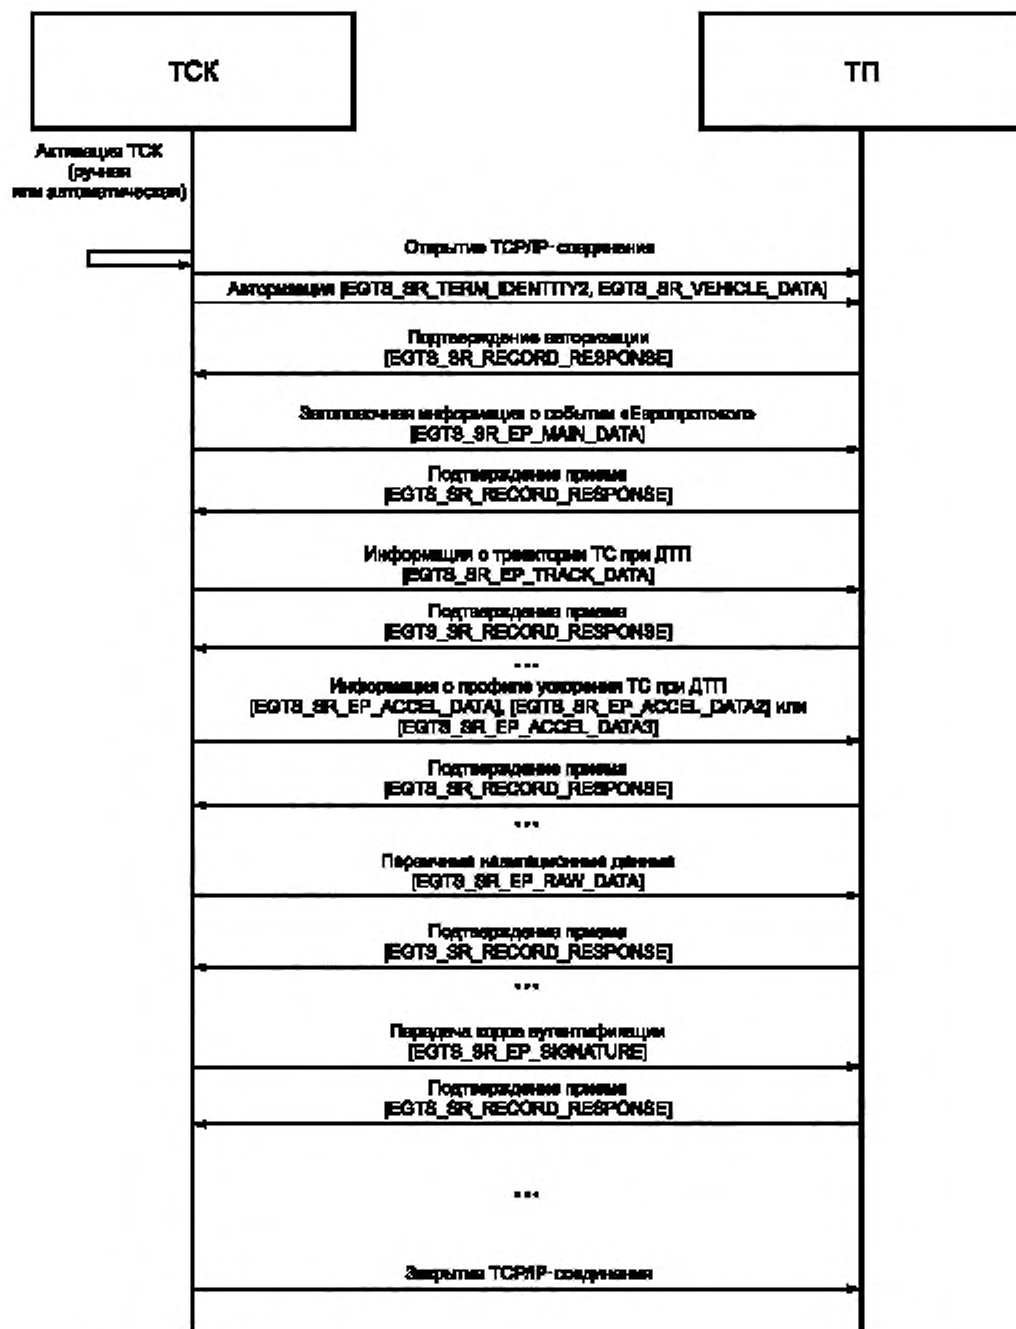 ТСК
ТП
Активация ТСК
(ручная
или автоматическая)
Открытие TCP/IP-соединения
Авторизация [EGTS_SR_TERM_IDENTITY2, EGTS_SR_VEHICLE_DATA]
Подтверждение авторизации
[EGTS_SR_RECORD_RESPONSE]
Заголовочная информация о событии «Европротокол»
[EGTS_SR_EP_MAIN_DATA]
Подтверждение приема
[EGTS_SR_RECORD_RESPONSE]
Информация о траектории ТС при ДТП
[EGTS_SR_EP_TRACK_DATA]
Подтверждение приема
[EGTS_SR_RECORD_RESPONSE]
...
Информация о профиле ускорения ТС при ДТП
[EGTS_SR_EP_ACCEL_DATA], [EGTS_SR_EP_ACCEL_DATA2] или
[EGTS_SR_EP_ACCEL_DATA3]
Подтверждение приема
[EGTS_SR_RECORD_RESPONSE]
...
Первичные навигационные данные
[EGTS_SR_EP_RAW_DATA]
Подтверждение приема
[EGTS_SR_RECORD_RESPONSE]
...
Передача кодов аутентификации
[EGTS_SR_EP_SIGNATURE]
Подтверждение приема
[EGTS_SR_RECORD_RESPONSE]
...
Закрытие TCP/IP-соединения